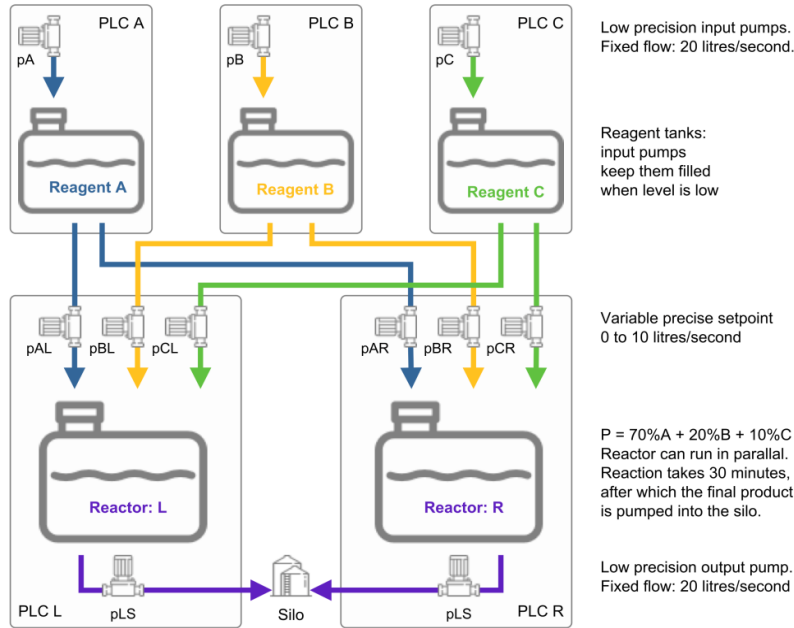 PLC A
PLC B
PLC C
Low precision input pumps.
Fixed flow: 20 litres/second.
pA
pB
pC
Reagent tanks:
input pumps
keep them filled
when level is low
Reagent A
Reagent B
Reagent C
Variable precise setpoint
0 to 10 litres/second
pAL
pBL
pCL
pAR
pBR
pCR
P = 70%A + 20%B + 10%C
Reactor can run in parallal.
Reaction takes 30 minutes,
after which the final product
is pumped into the silo.
Reactor: L
Reactor: R
Low precision output pump.
Fixed flow: 20 litres/second
PLC L
pLS
Silo
pLS
PLC R